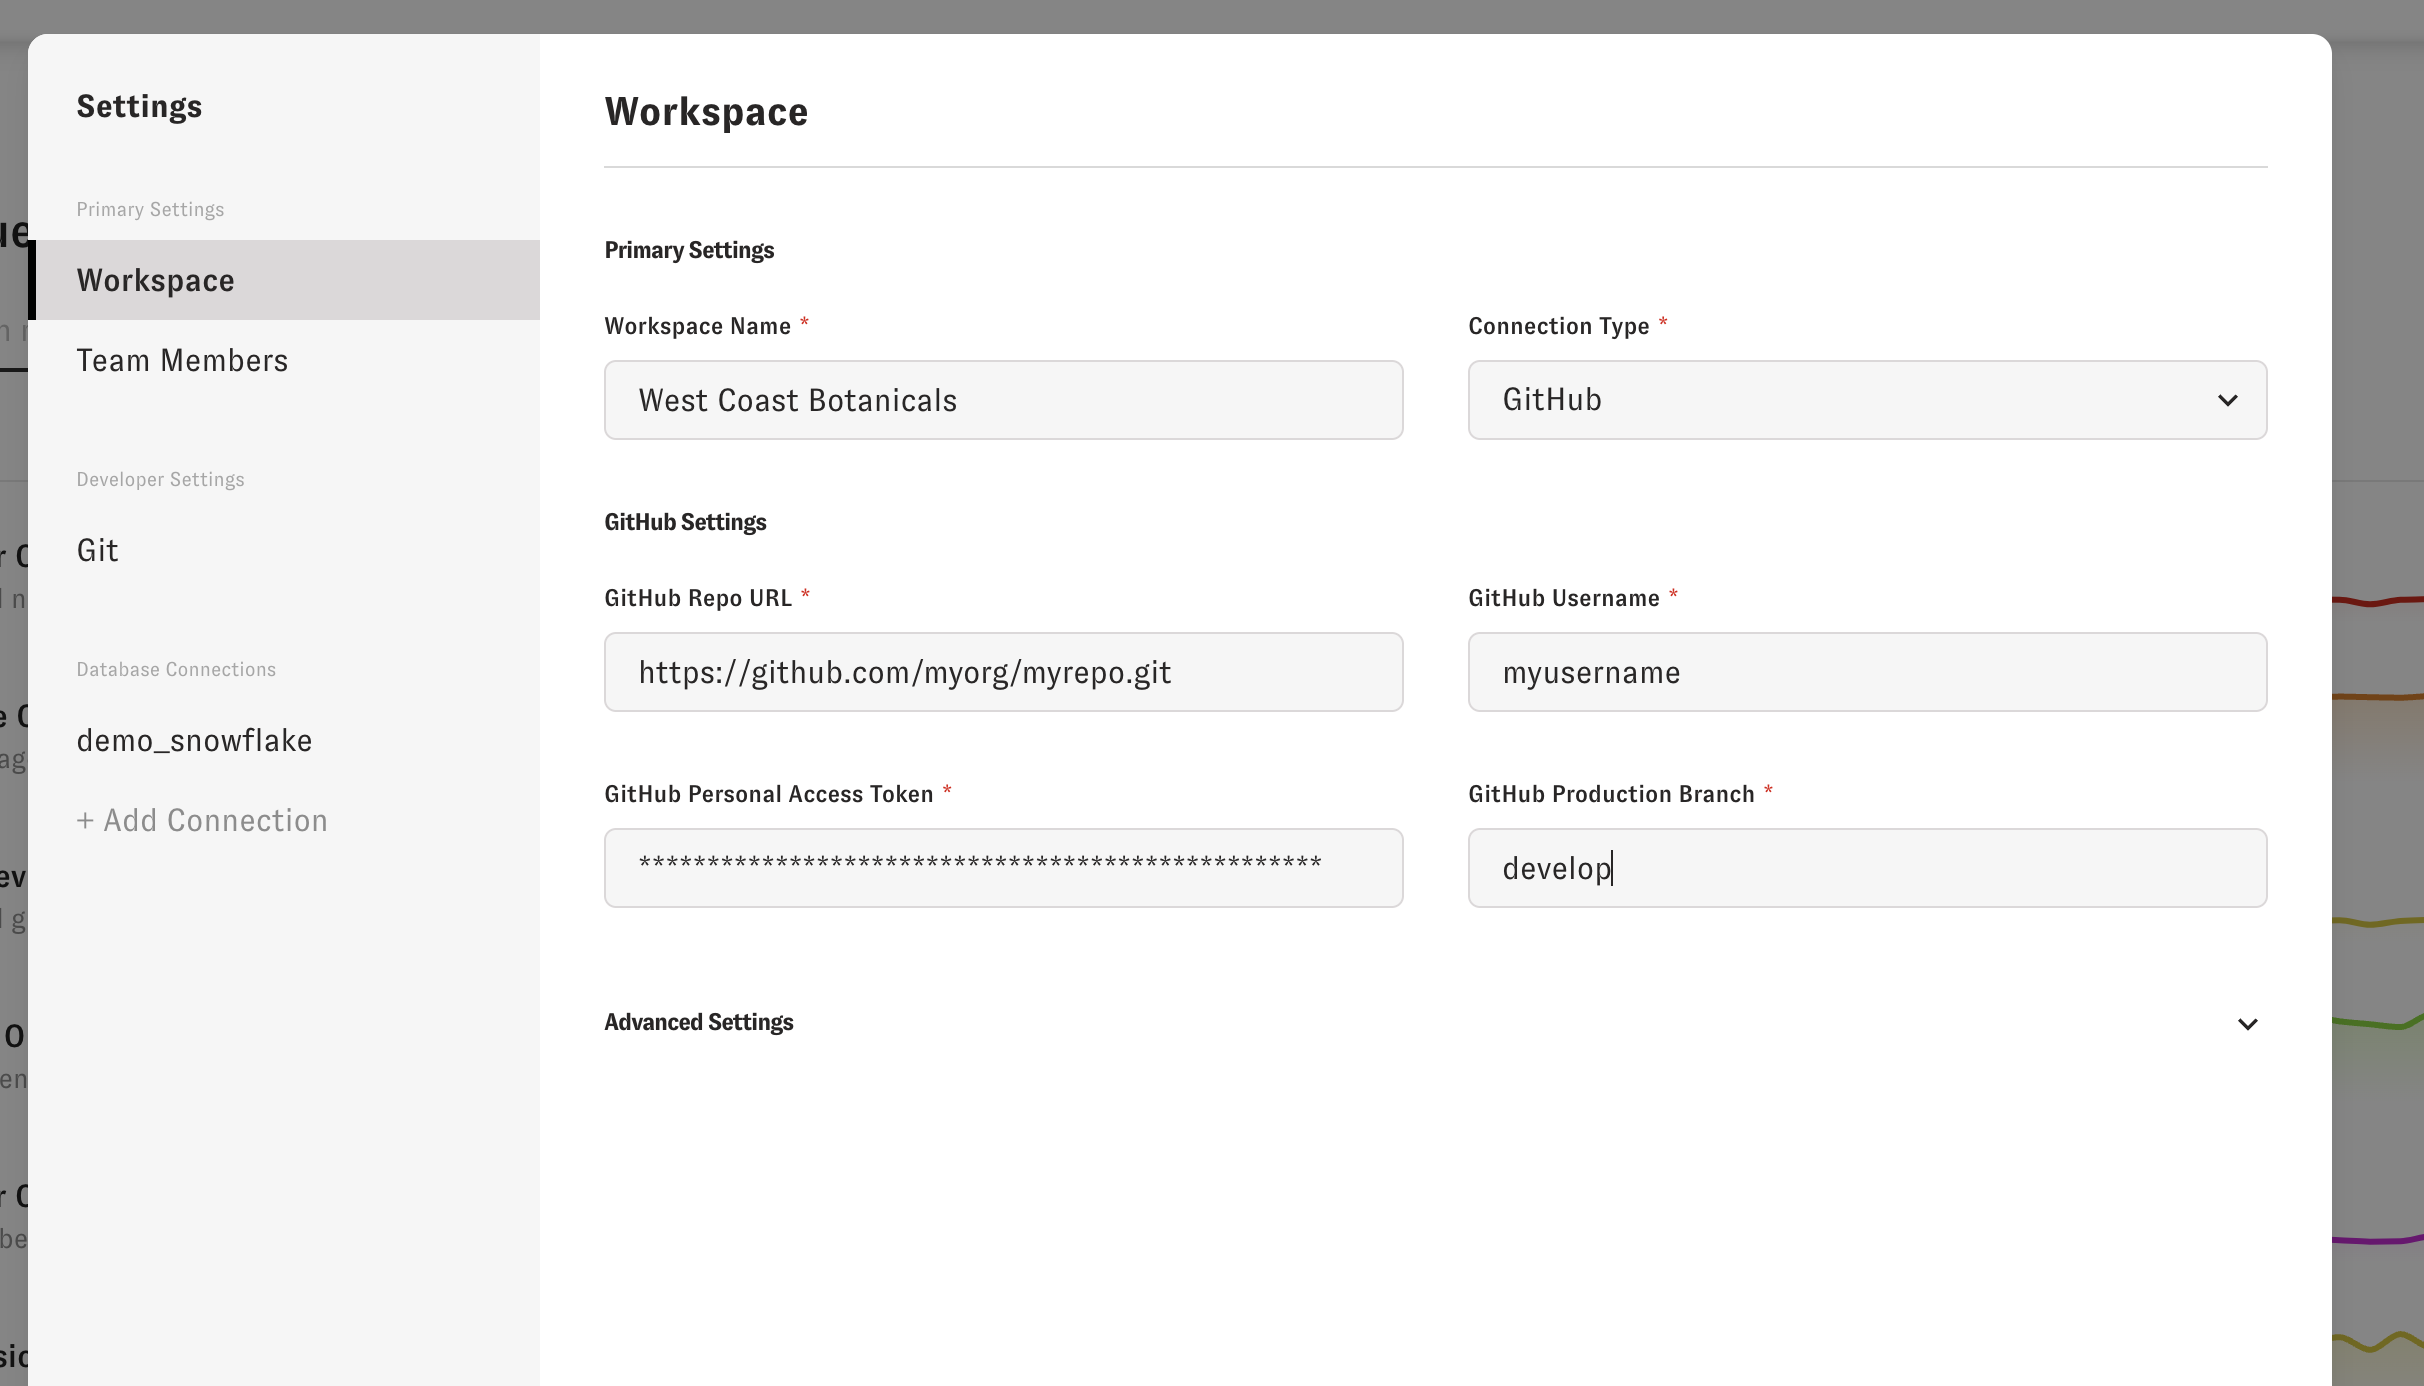 Settings
Primary Settings
Workspace
Team Members
Developer Settings
Git
Database Connections
demo_snowflake
+ Add Connection
Workspace
Primary Settings
Workspace Name *
West Coast Botanicals
Connection Type *
GitHub
GitHub Settings
GitHub Repo URL *
https://github.com/myorg/myrepo.git
GitHub Username *
myusername
GitHub Personal Access Token *
**************************************************
GitHub Production Branch *
develop
Advanced Settings